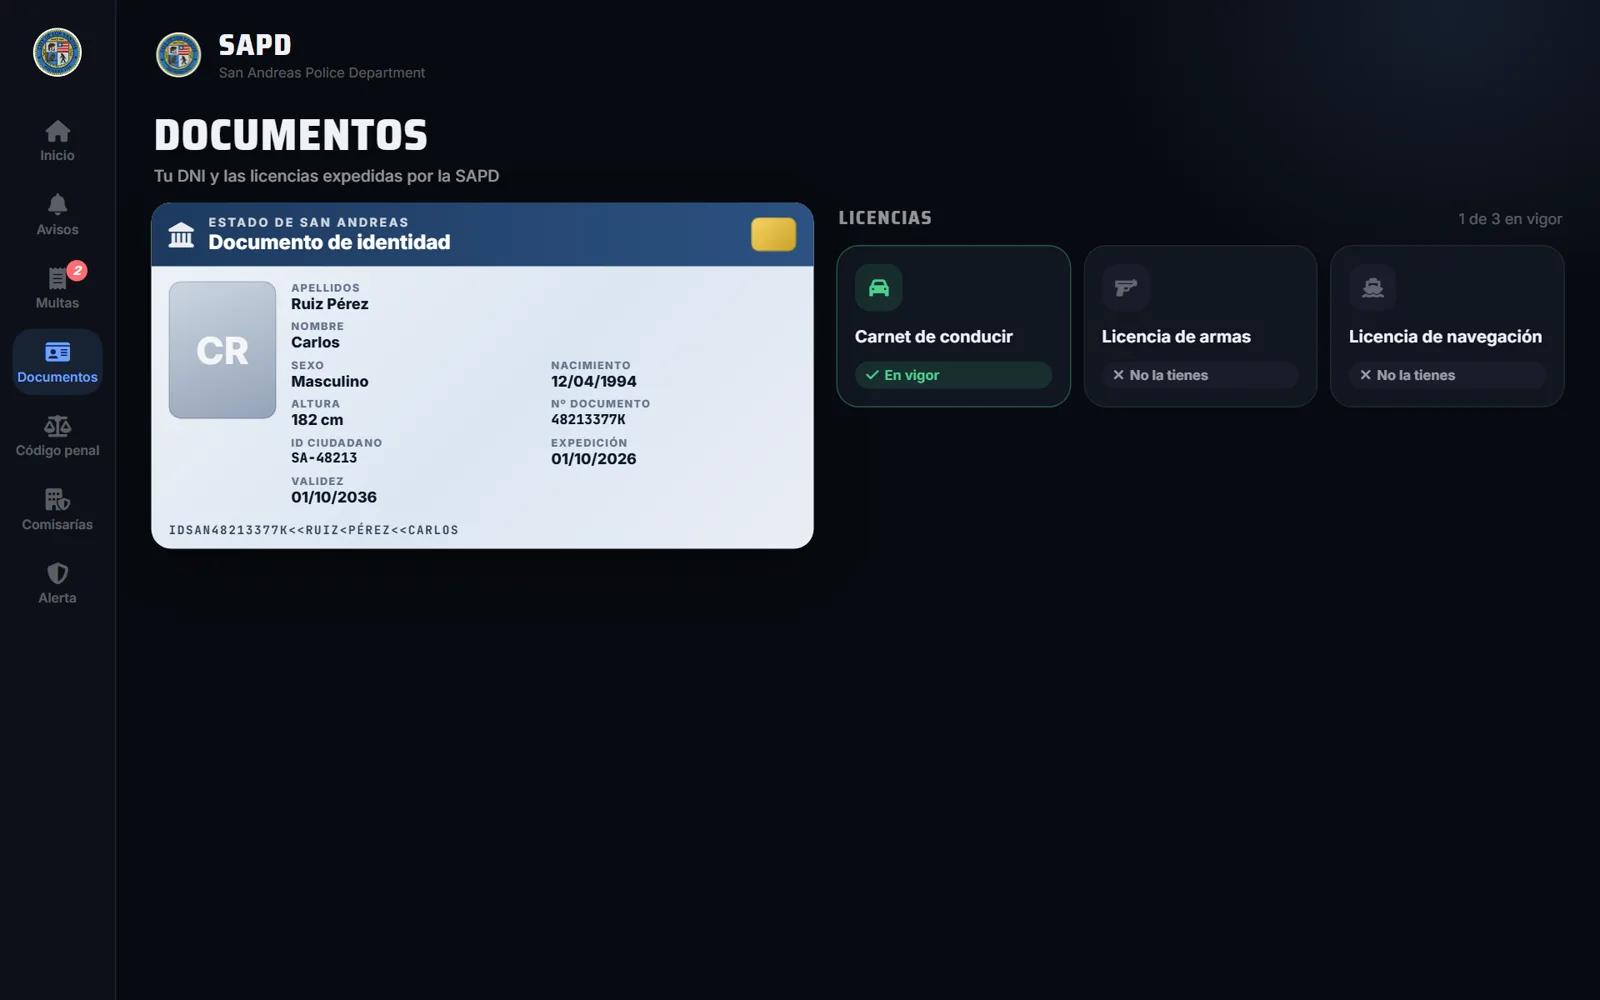 SAPD
San Andreas Police Department
Inicio
Avisos
2
Multas
Documentos
Código penal
Comisarías
Alerta
DOCUMENTOS
Tu DNI y las licencias expedidas por la SAPD
ESTADO DE SAN ANDREAS
Documento de identidad
CR
APELLIDOS
Ruiz Pérez
NOMBRE
Carlos
SEXO
Masculino
NACIMIENTO
12/04/1994
ALTURA
182 cm
Nº DOCUMENTO
48213377K
ID CIUDADANO
SA-48213
EXPEDICIÓN
01/10/2026
VALIDEZ
01/10/2036
IDSAN48213377K<<RUIZ<PÉREZ<<CARLOS
LICENCIAS
1 de 3 en vigor
Carnet de conducir
En vigor
Licencia de armas
No la tienes
Licencia de navegación
No la tienes